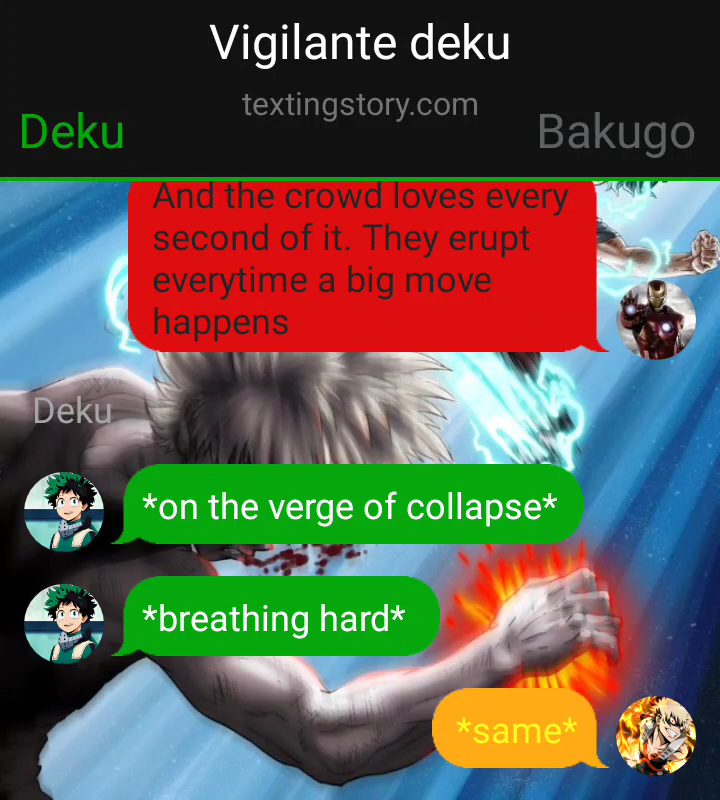 Vigilante deku
textingstory.com
Deku
Bakugo
And the crowd loves every
second of it. They erupt
everytime a big move
happens
Deku
*on the verge of collapse*
*breathing hard*
*same*